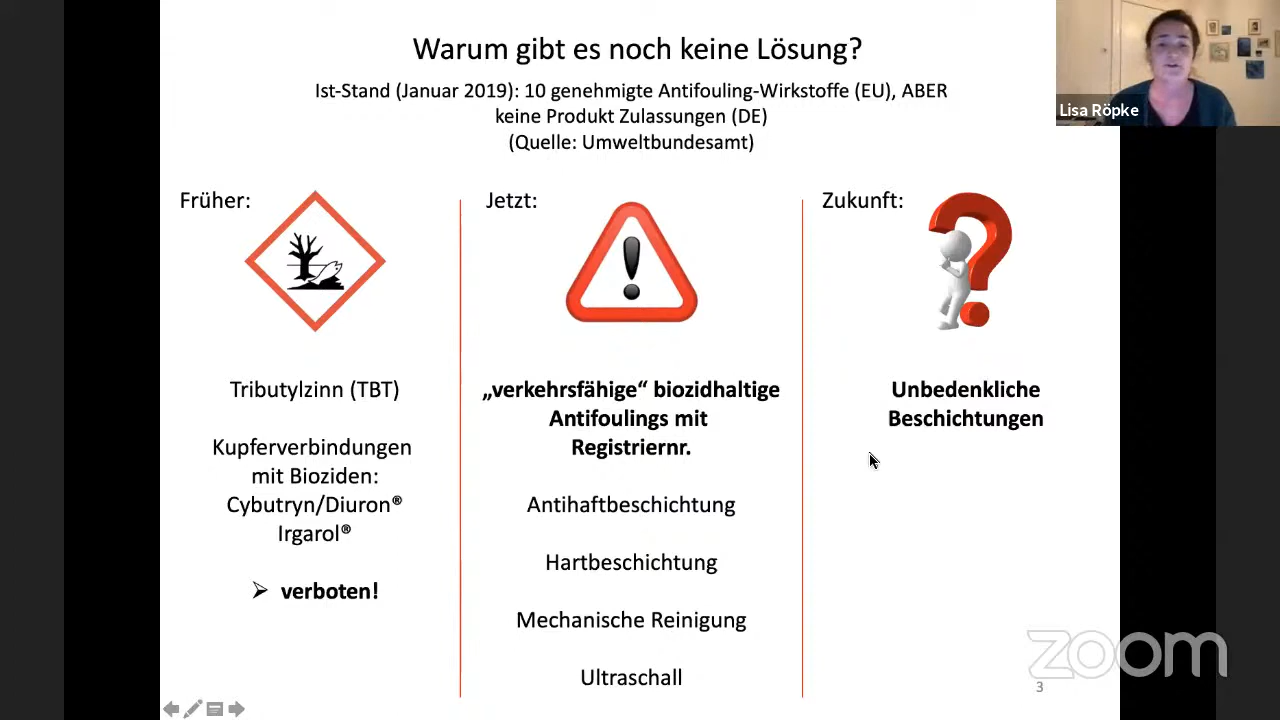 Warum gibt es noch keine Lösung?
Ist-Stand (Januar 2019): 10 genehmigte Antifouling-Wirkstoffe (EU), ABER
keine Produkt Zulassungen (DE)
(Quelle: Umweltbundesamt)
Lisa Röpke
Früher:
Tributylzinn (TBT)
Kupferverbindungen
mit Bioziden:
Cybutryn/Diuron®
Irgarol®
➢ verboten!
Jetzt:
„verkehrsfähige“ biozidhaltige
Antifoulings mit
Registriernr.
Antihaftbeschichtung
Hartbeschichtung
Mechanische Reinigung
Ultraschall
Zukunft:
Unbedenkliche
Beschichtungen
zoom
3